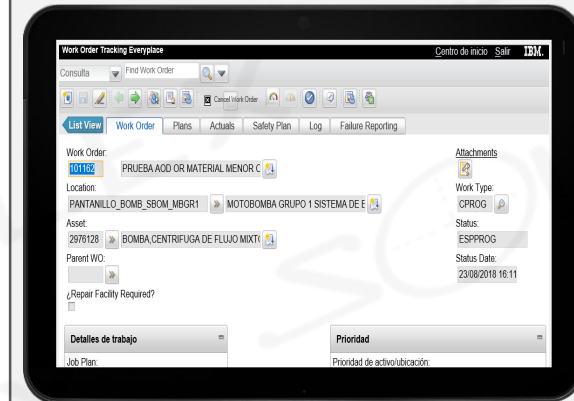 Work Order Tracking Everyplace Centro de inicio Salir IBM.
Consulta Find Work Order
Cancel Work Order
List View Work Order Plans Actuals Safety Plan Log Failure Reporting
Work Order: Attachments
101162 PRUEBA AOD OR MATERIAL MENOR C
Location: Work Type:
PANTANILLO_BOMB_SBOM_MBGR1 MOTOBOMBA GRUPO 1 SISTEMA DE E CPROG
Asset: Status:
2976128 BOMBA,CENTRIFUGA DE FLUJO MIXT( ESPPROG
Parent WO: Status Date:
23/08/2018 16:11
¿Repair Facility Required?
Detalles de trabajo Prioridad
Job Plan: Prioridad de activo/ubicación: